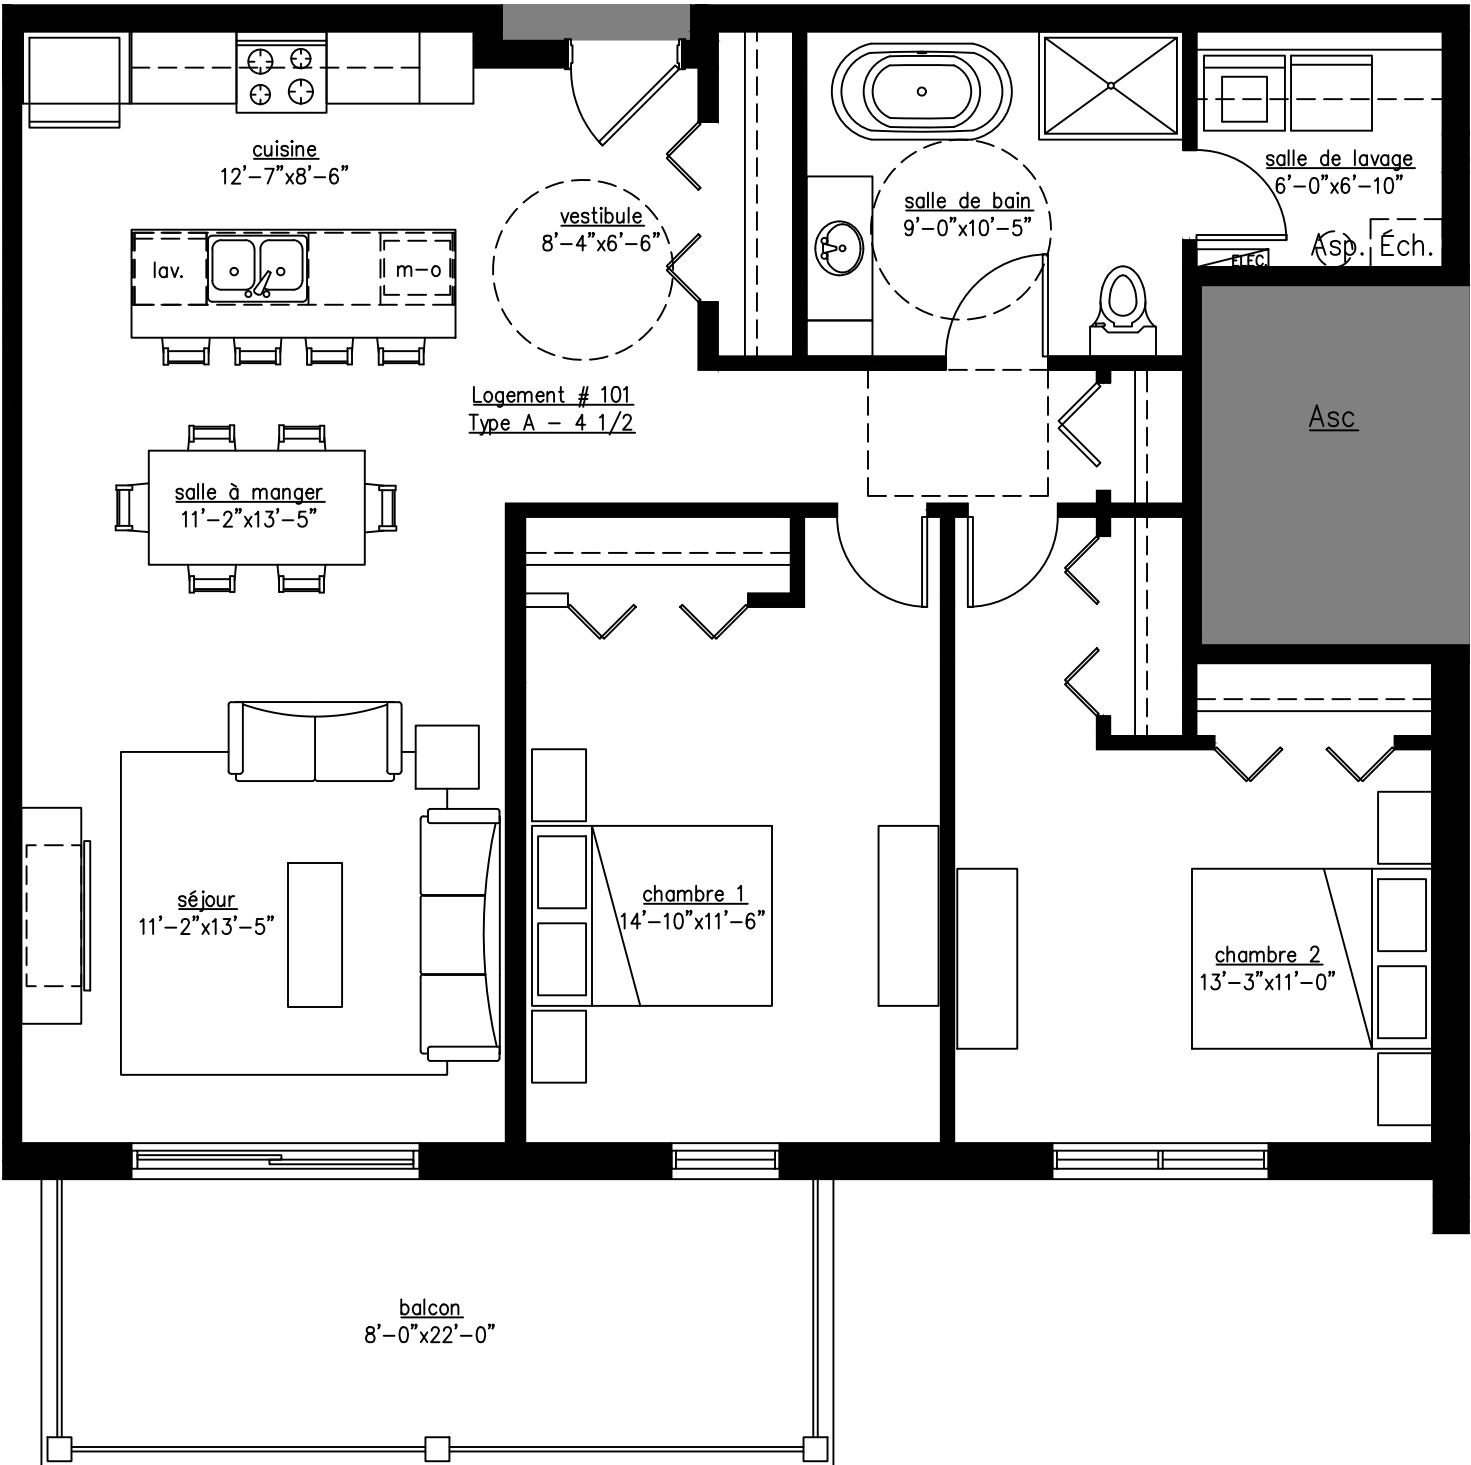 cuisine
12'-7"x8'-6"
vestibule
8'-4"x6'-6"
salle de bain
9'-0"x10'-5"
salle de lavage
6'-0"x6'-10"
Asp.
Éch.
ELEC.
lav.
m-o
Logement # 101
Type A - 4 1/2
Asc
salle à manger
11'-2"x13'-5"
séjour
11'-2"x13'-5"
chambre 1
14'-10"x11'-6"
chambre 2
13'-3"x11'-0"
balcon
8'-0"x22'-0"